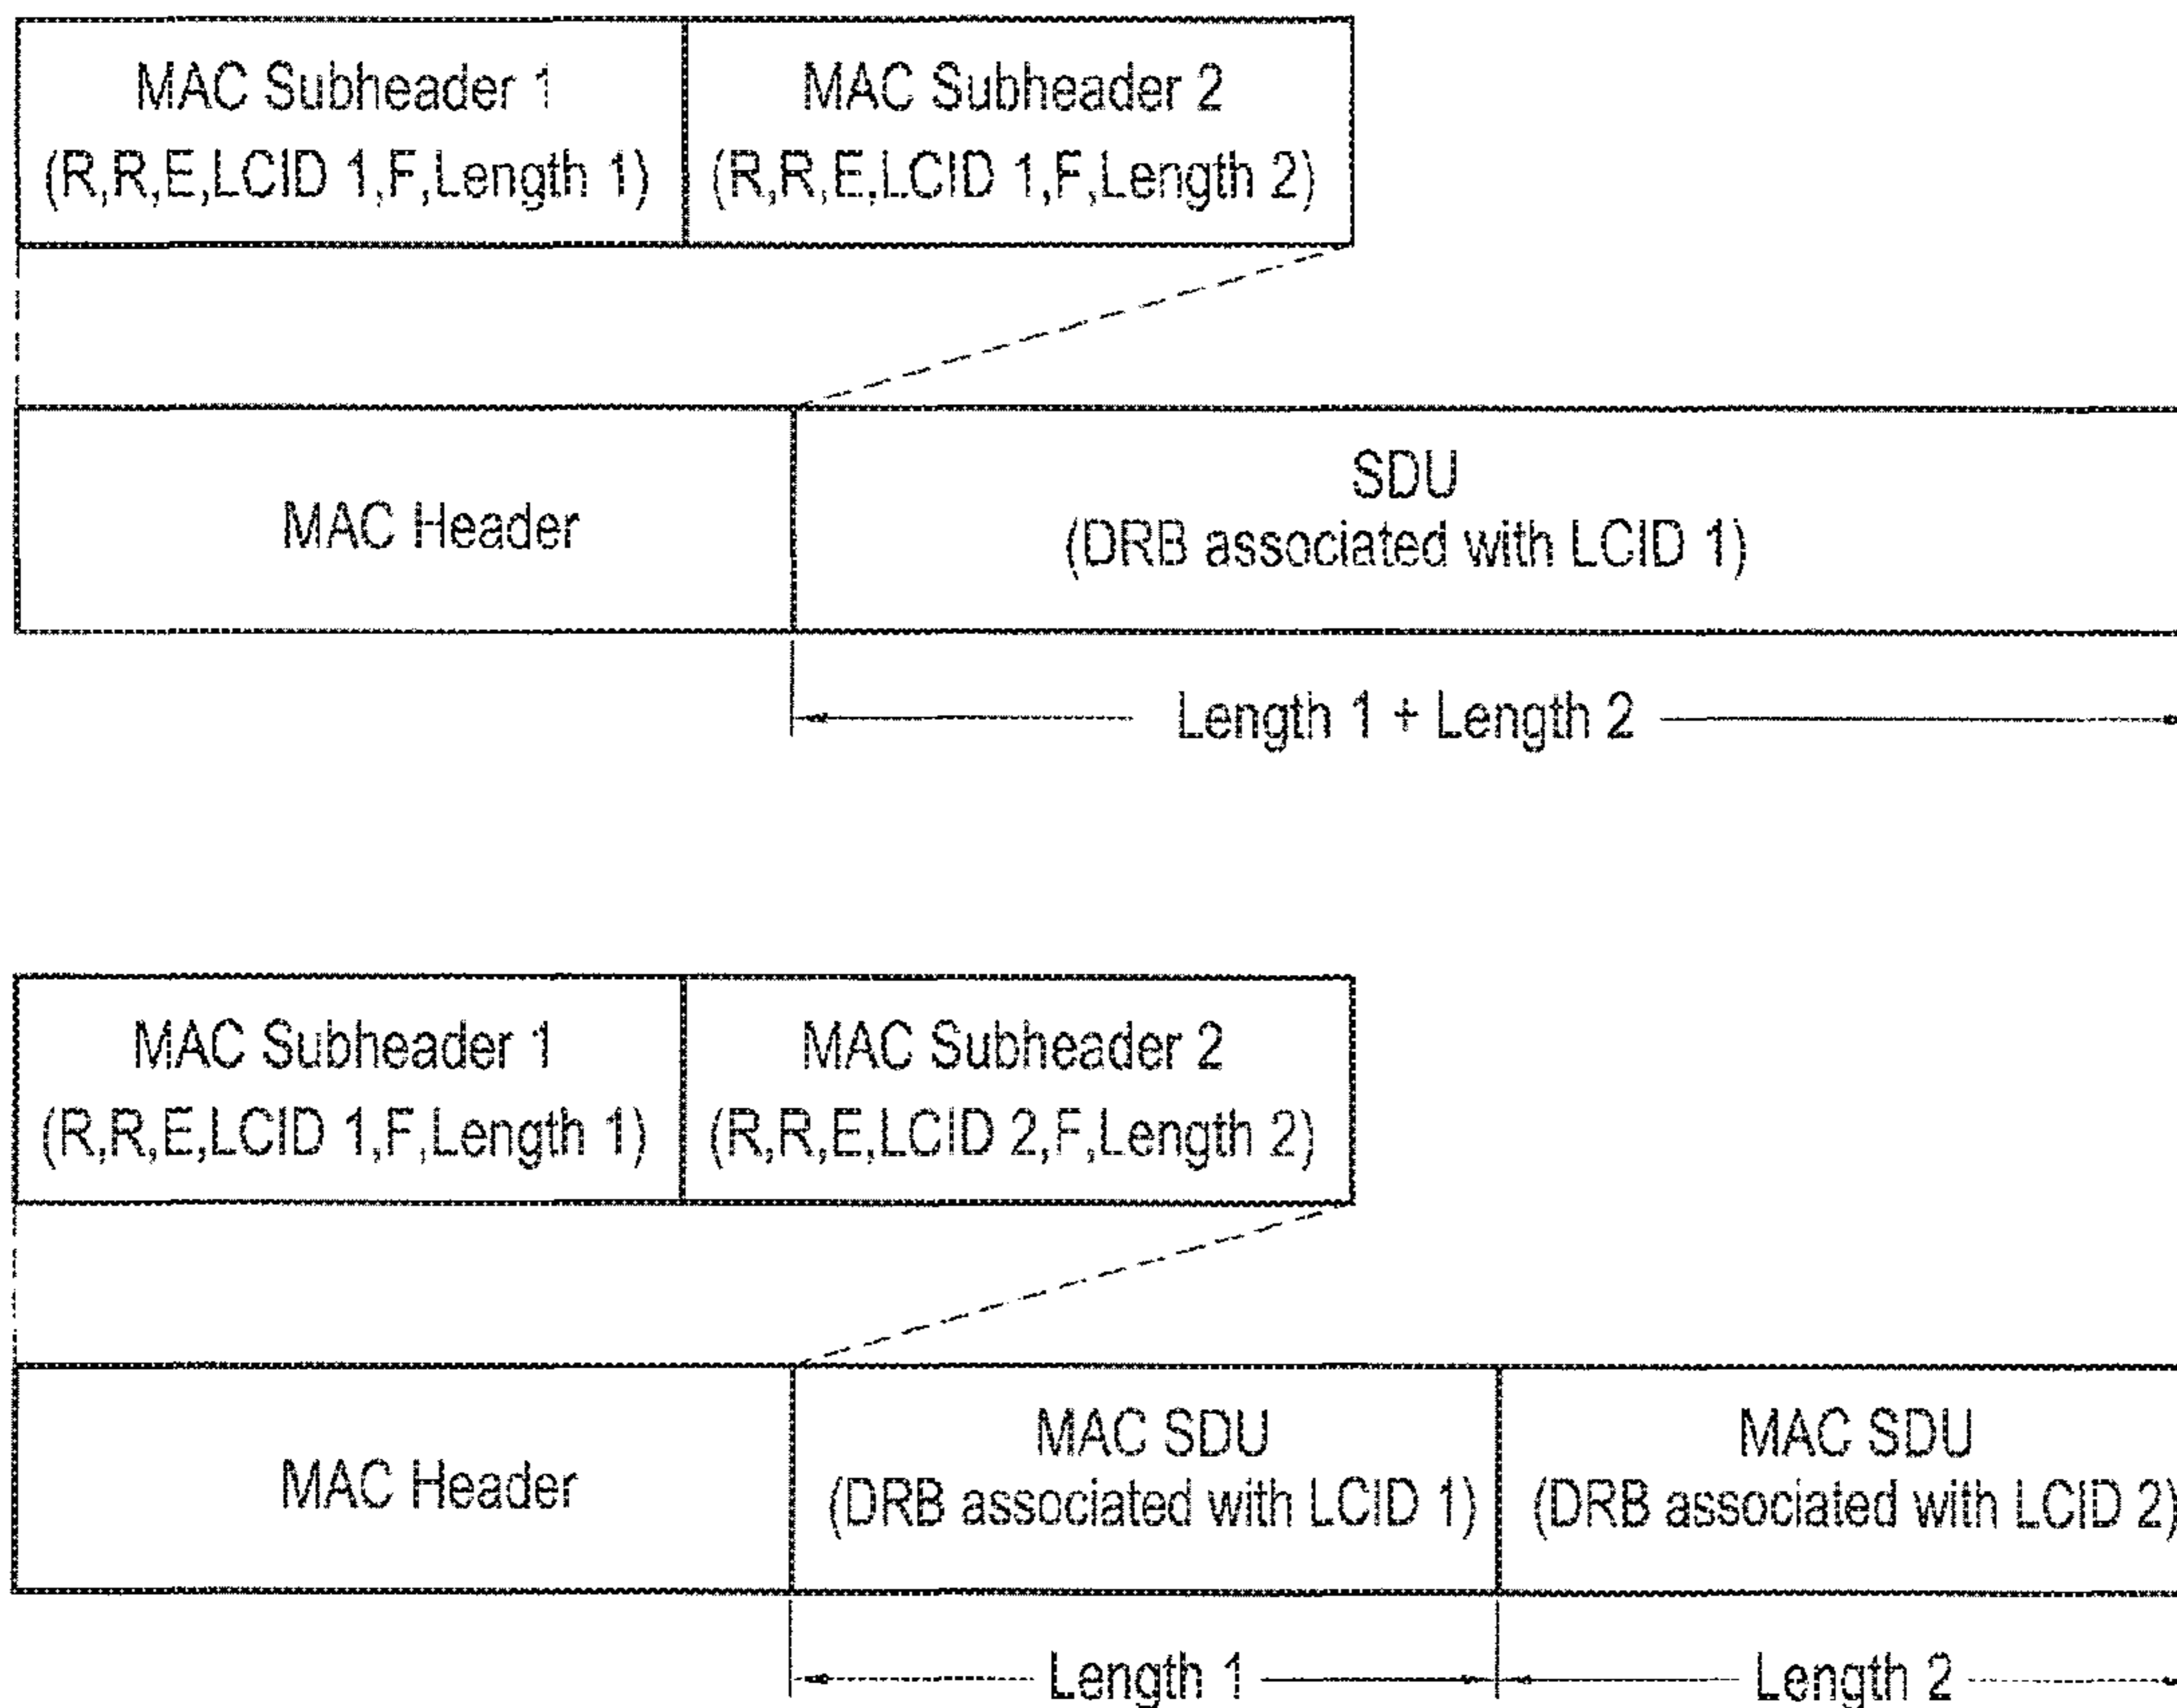 MAC Subheader 1
(R,R,E,LCID 1,F,Length 1)
MAC Subheader 2
(R,R,E,LCID 1,F,Length 2)
MAC Header
SDU
(DRB associated with LCID 1)
Length 1 + Length 2
MAC Subheader 1
(R,R,E,LCID 1,F,Length 1)
MAC Subheader 2
(R,R,E,LCID 2,F,Length 2)
MAC Header
MAC SDU
(DRB associated with LCID 1)
MAC SDU
(DRB associated with LCID 2)
Length 1
Length 2